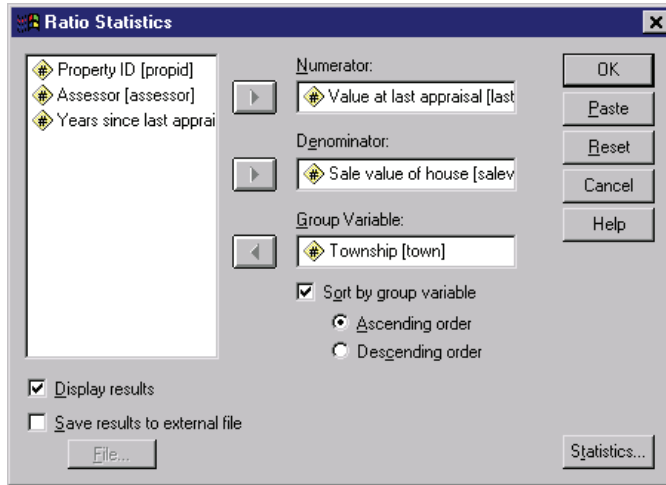 Ratio Statistics
Property ID [propid]
Assessor [assessor]
Years since last apprai
Numerator:
Value at last appraisal [last
Denominator:
Sale value of house [salev
Group Variable:
Township [town]
Sort by group variable
Ascending order
Descending order
Display results
Save results to external file
File...
OK
Paste
Reset
Cancel
Help
Statistics...